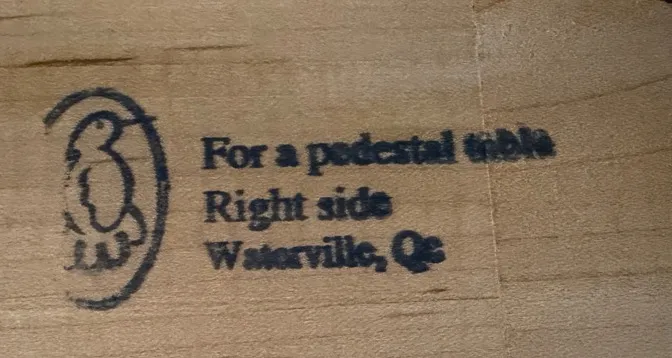 For a pedestal table
Right side
Waterville, Qc